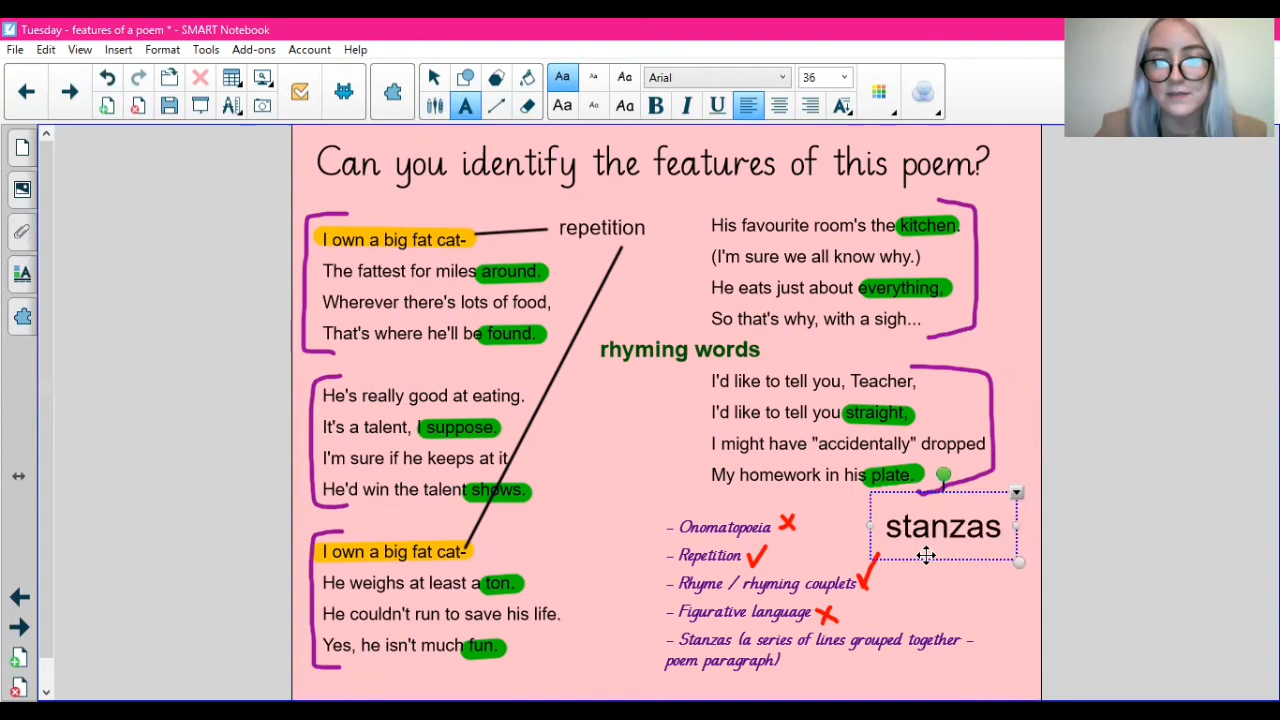 Tuesday - features of a poem * - SMART Notebook
File Edit View Insert Format Tools Add-ons Account Help
Aa Aa Aa Arial 36
Aa Aa Aa B I U
Can you identify the features of this poem?
I own a big fat cat-
The fattest for miles around.
Wherever there's lots of food,
That's where he'll be found.
repetition
He's really good at eating.
It's a talent, I suppose.
I'm sure if he keeps at it
He'd win the talent shows.
I own a big fat cat-
He weighs at least a ton.
He couldn't run to save his life.
Yes, he isn't much fun.
rhyming words
His favourite room's the kitchen.
(I'm sure we all know why.)
He eats just about everything,
So that's why, with a sigh...
I'd like to tell you, Teacher,
I'd like to tell you straight,
I might have "accidentally" dropped
My homework in his plate.
stanzas
- Onomatopoeia
- Repetition
- Rhyme / rhyming couplets
- Figurative language
- Stanzas (a series of lines grouped together -
poem paragraph)